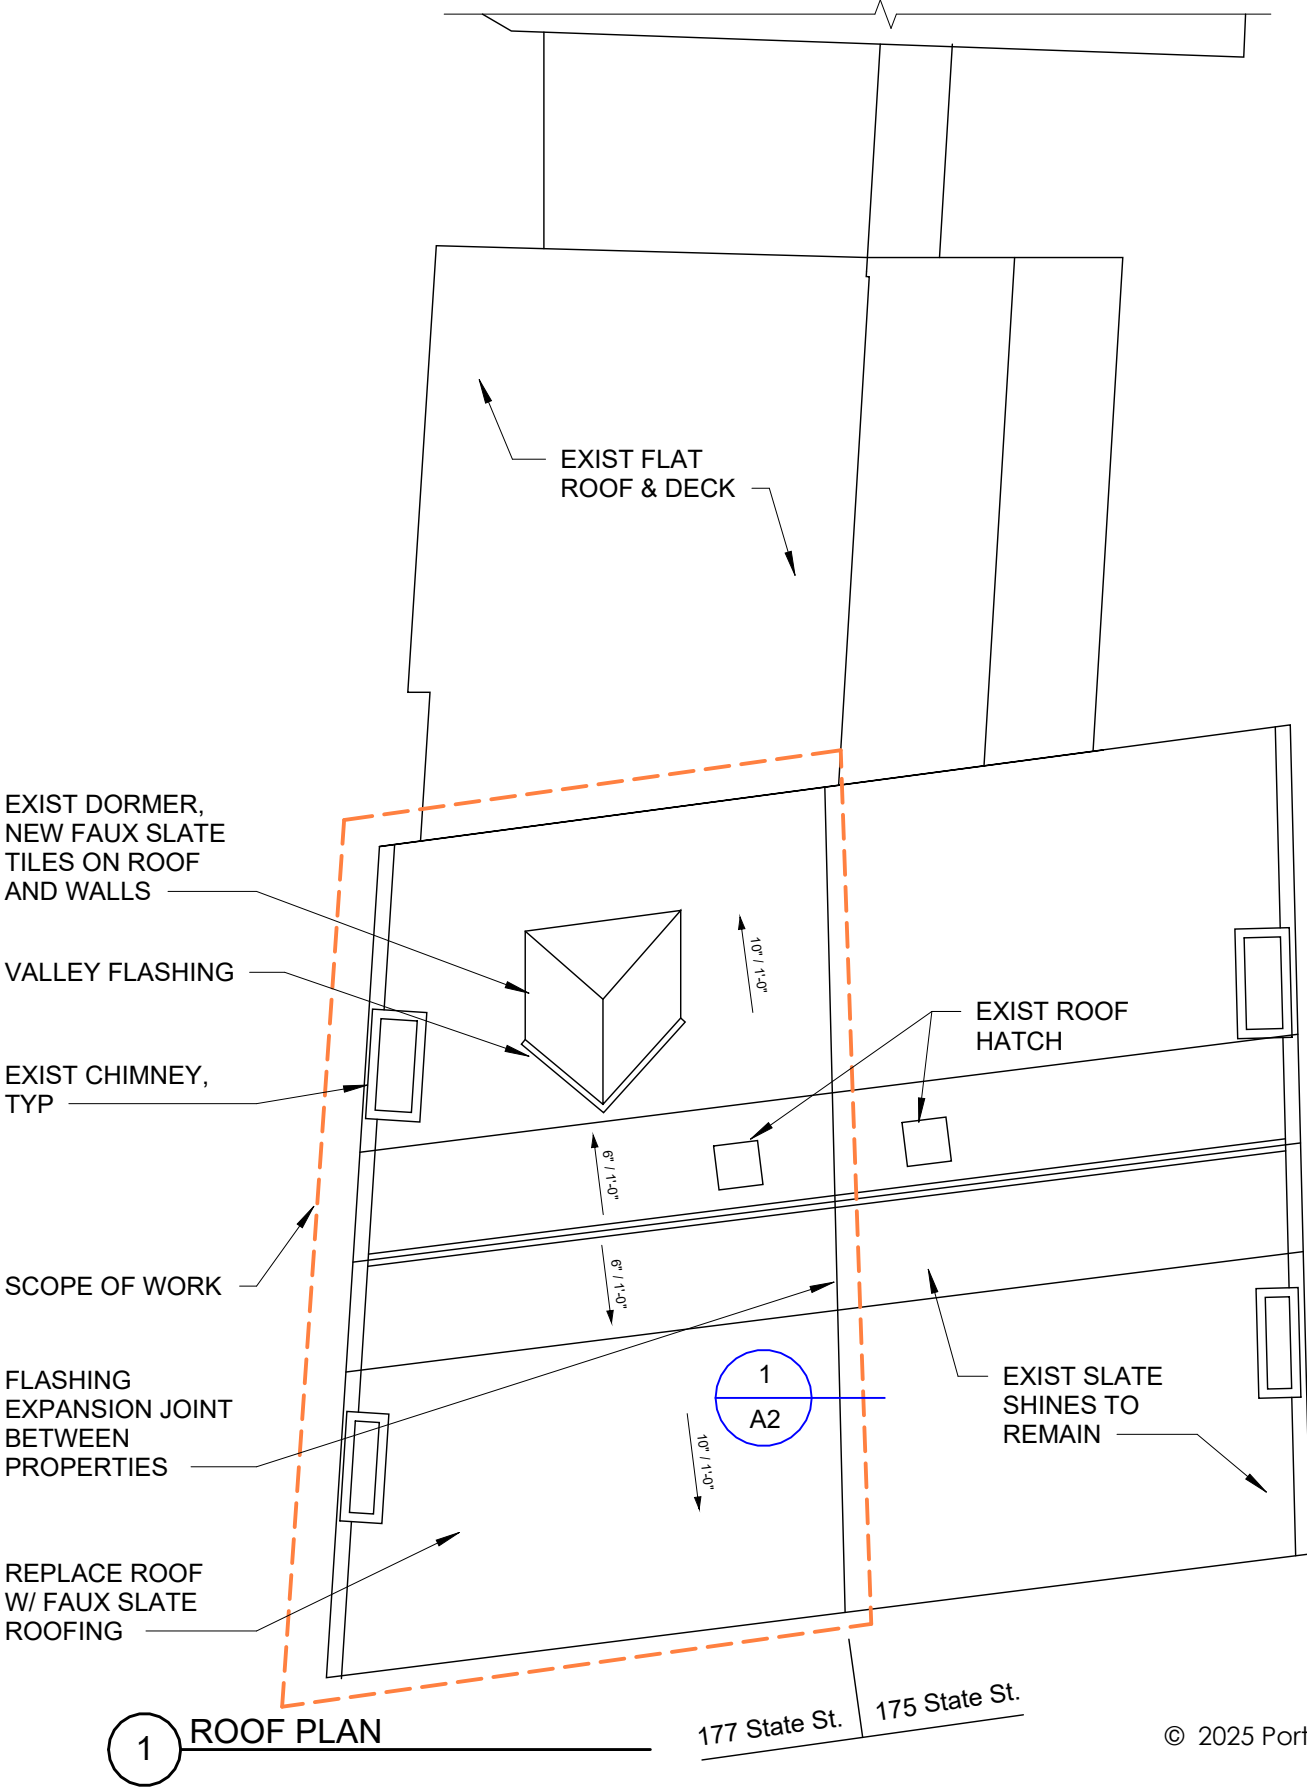 EXIST FLAT
ROOF & DECK
EXIST DORMER,
NEW FAUX SLATE
TILES ON ROOF
AND WALLS
VALLEY FLASHING
10" / 1'-0"
EXIST ROOF
HATCH
EXIST CHIMNEY,
TYP
6" / 1'-0"
6" / 1'-0"
SCOPE OF WORK
FLASHING
EXPANSION JOINT
BETWEEN
PROPERTIES
1
A2
EXIST SLATE
SHINES TO
REMAIN
10" / 1'-0"
REPLACE ROOF
W/ FAUX SLATE
ROOFING
1 ROOF PLAN
177 State St.
175 State St.
© 2025 Port